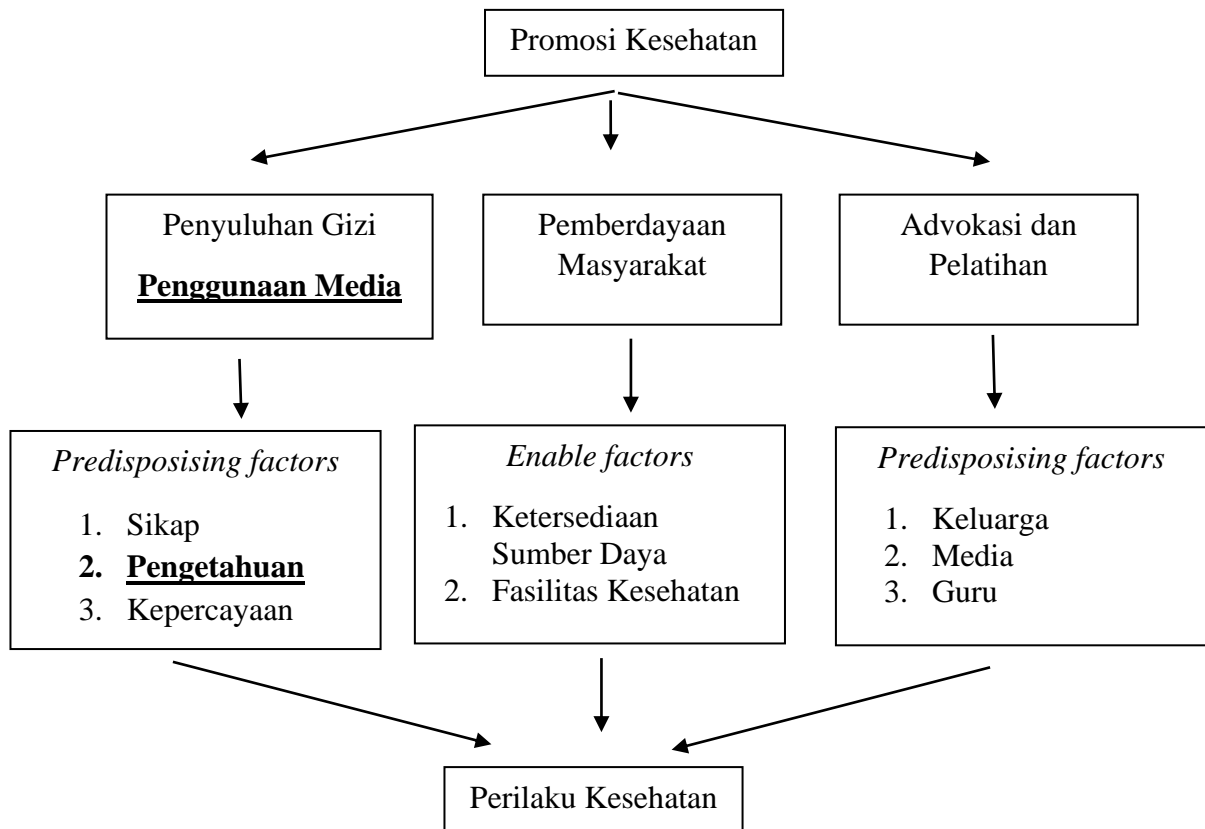 Promosi Kesehatan
Penyuluhan Gizi
Penggunaan Media
Pemberdayaan
Masyarakat
Advokasi dan
Pelatihan
Predisposising factors
1. Sikap
2. Pengetahuan
3. Kepercayaan
Enable factors
1. Ketersediaan
Sumber Daya
2. Fasilitas Kesehatan
Predisposising factors
1. Keluarga
2. Media
3. Guru
Perilaku Kesehatan